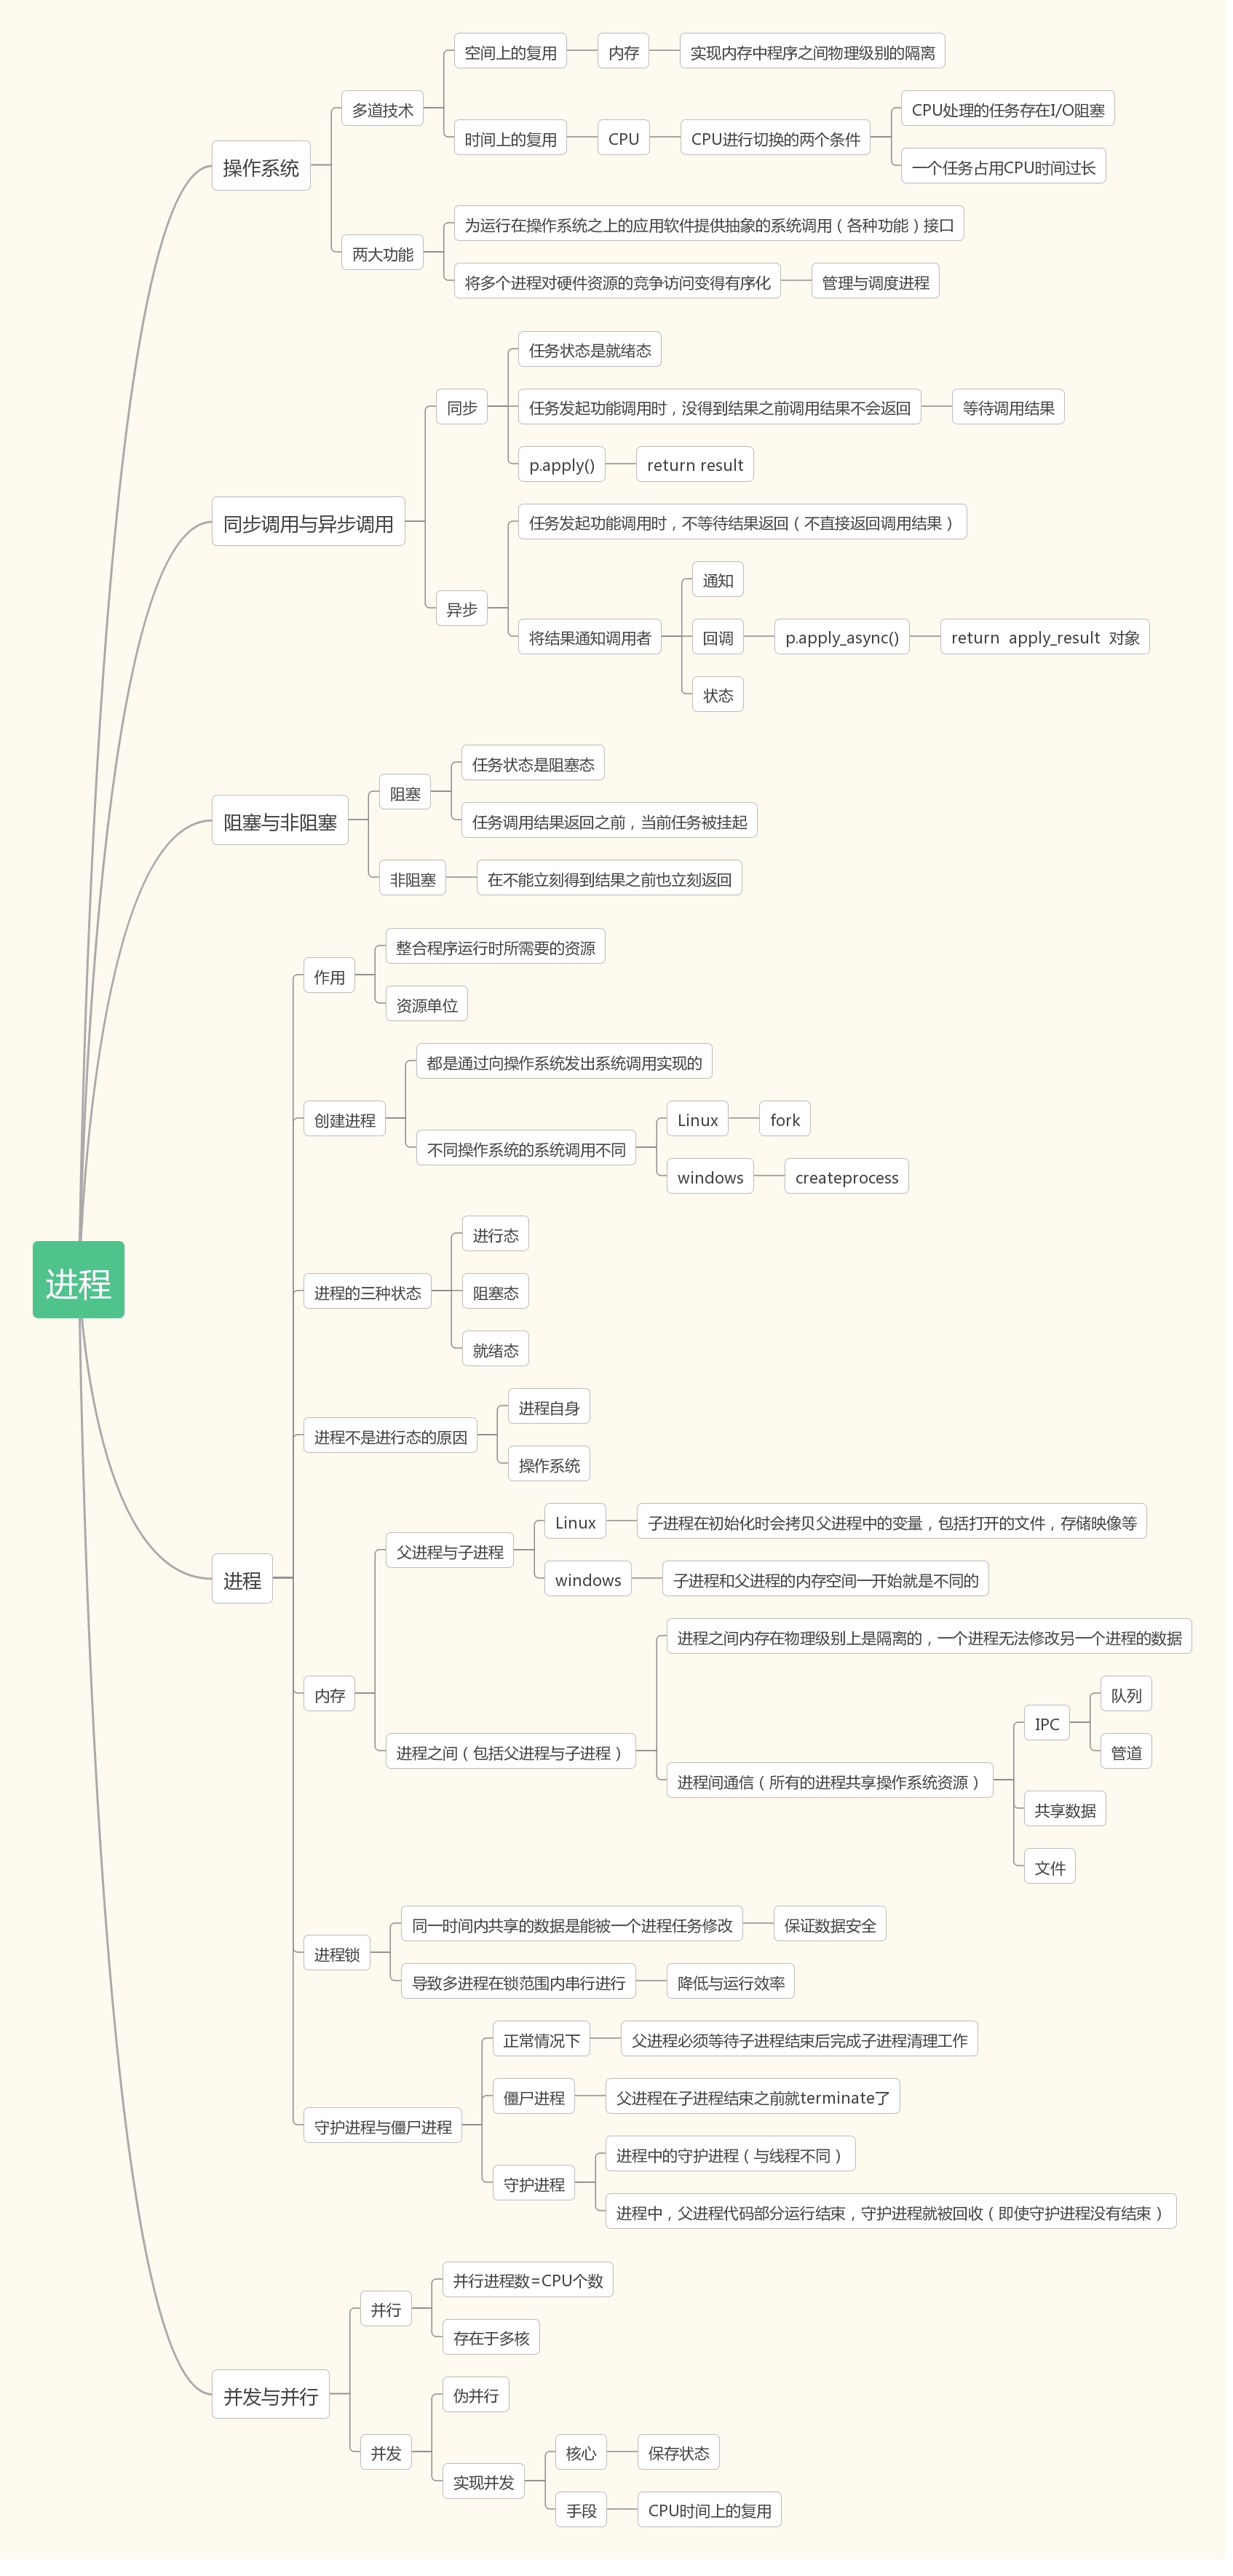 空间上的复用
内存
实现内存中程序之间物理级别的隔离
多道技术
CPU处理的任务存在I/O阻塞
时间上的复用
CPU
CPU进行切换的两个条件
操作系统
一个任务占用CPU时间过长
为运行在操作系统之上的应用软件提供抽象的系统调用（各种功能）接口
两大功能
将多个进程对硬件资源的竞争访问变得有序化
管理与调度进程
任务状态是就绪态
同步
任务发起功能调用时，没得到结果之前调用结果不会返回
等待调用结果
p.apply()
return result
同步调用与异步调用
任务发起功能调用时，不等待结果返回（不直接返回调用结果）
通知
异步
将结果通知调用者
回调
p.apply_async()
return apply_result 对象
状态
任务状态是阻塞态
阻塞
任务调用结果返回之前，当前任务被挂起
阻塞与非阻塞
非阻塞
在不能立刻得到结果之前也立刻返回
整合程序运行时所需要的资源
作用
资源单位
都是通过向操作系统发出系统调用实现的
创建进程
Linux
fork
不同操作系统的系统调用不同
windows
createprocess
进行态
进程
进程的三种状态
阻塞态
就绪态
进程自身
进程不是进行态的原因
操作系统
Linux
子进程在初始化时会拷贝父进程中的变量，包括打开的文件，存储映像等
父进程与子进程
进程
windows
子进程和父进程的内存空间一开始就是不同的
进程之间内存在物理级别上是隔离的，一个进程无法修改另一个进程的数据
内存
队列
IPC
进程之间（包括父进程与子进程）
管道
进程间通信（所有的进程共享操作系统资源）
共享数据
文件
同一时间内共享的数据是能被一个进程任务修改
保证数据安全
进程锁
导致多进程在锁范围内串行进行
降低与运行效率
正常情况下
父进程必须等待子进程结束后完成子进程清理工作
僵尸进程
父进程在子进程结束之前就terminate了
守护进程与僵尸进程
进程中的守护进程（与线程不同）
守护进程
进程中，父进程代码部分运行结束，守护进程就被回收（即使守护进程没有结束）
并行进程数=CPU个数
并行
存在于多核
并发与并行
伪并行
并发
核心
保存状态
实现并发
手段
CPU时间上的复用